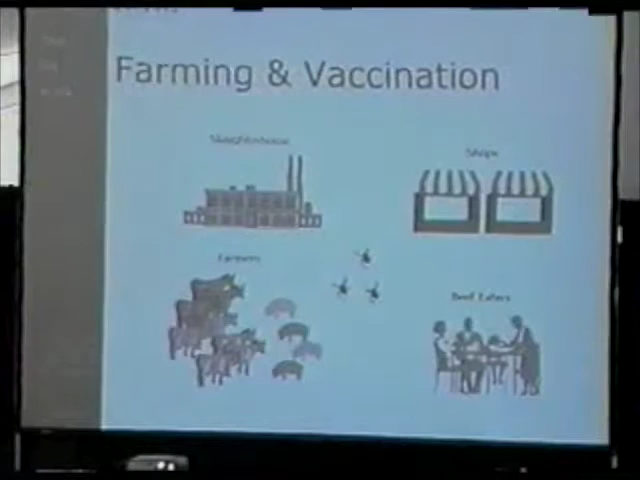 Farming & Vaccination
Slaughterhouse
Shops
Farmers
Beef Eaters